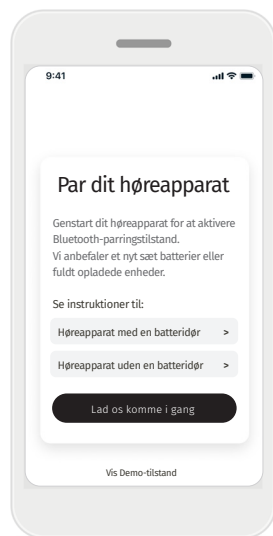 9:41
Par dit høreapparat
Genstart dit høreapparat for at aktivere
Bluetooth-parringstilstand.
Vi anbefaler et nyt sæt batterier eller
fuldt opladede enheder.
Se instruktioner til:
Høreapparat med en batteridør >
Høreapparat uden en batteridør >
Lad os komme i gang
Vis Demo-tilstand